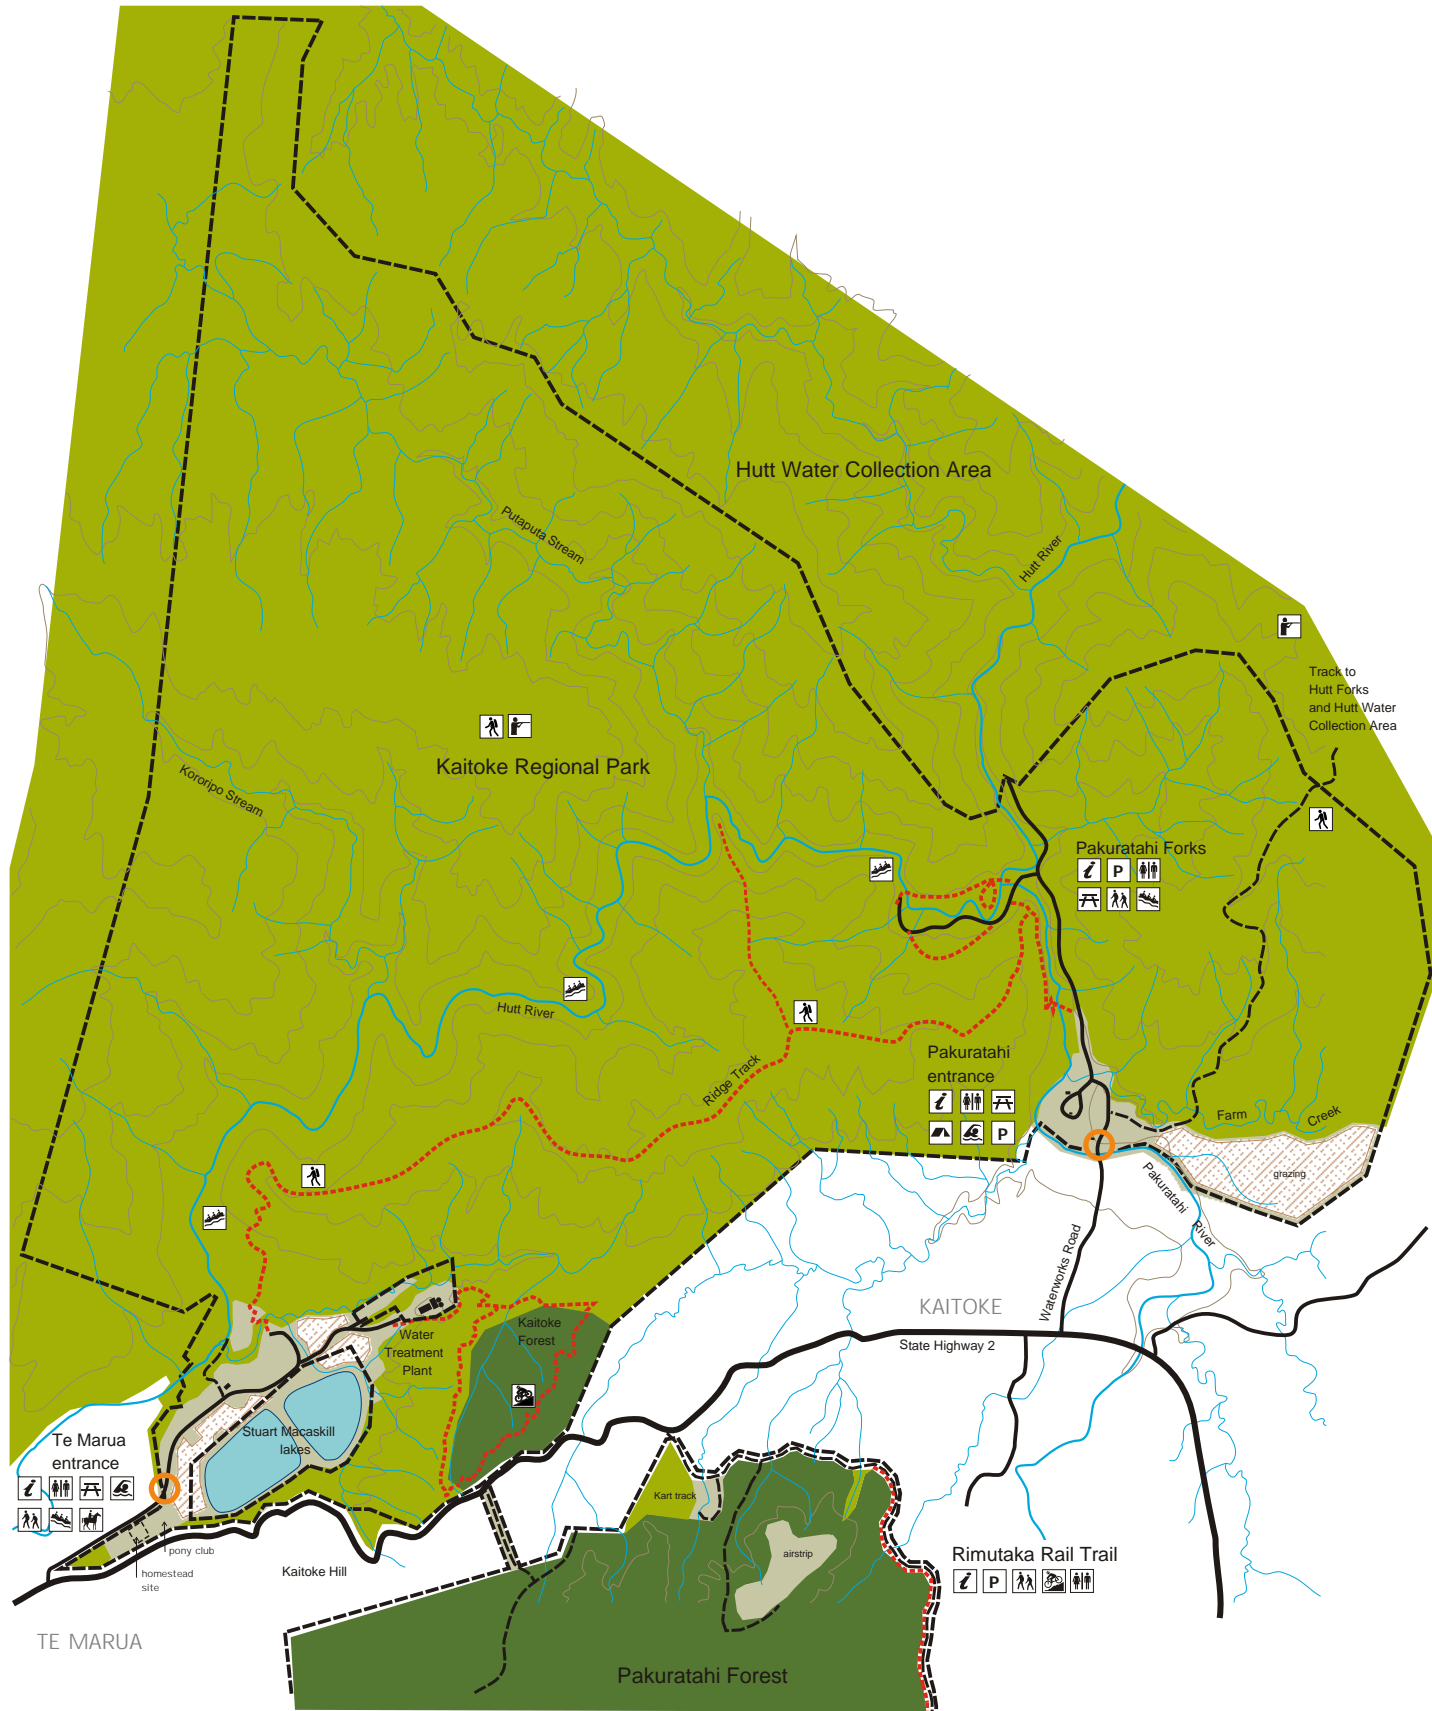 Hutt Water Collection Area
Putaputa Stream
Hutt River
Track to
Hutt Forks
and Hutt Water
Collection Area
Kaitoke Regional Park
Kororipo Stream
Pakuratahi Forks
i P
Hutt River
Ridge Track
Pakuratahi
entrance
i
P
Farm Creek
grazing
Pakuratahi River
Waterworks Road
KAITOKE
State Highway 2
Kaitoke
Forest
Water
Treatment
Plant
Stuart Macaskill
lakes
Te Marua
entrance
i
Kart track
pony club
homestead
site
Kaitoke Hill
airstrip
Rimutaka Rail Trail
i P
TE MARUA
Pakuratahi Forest